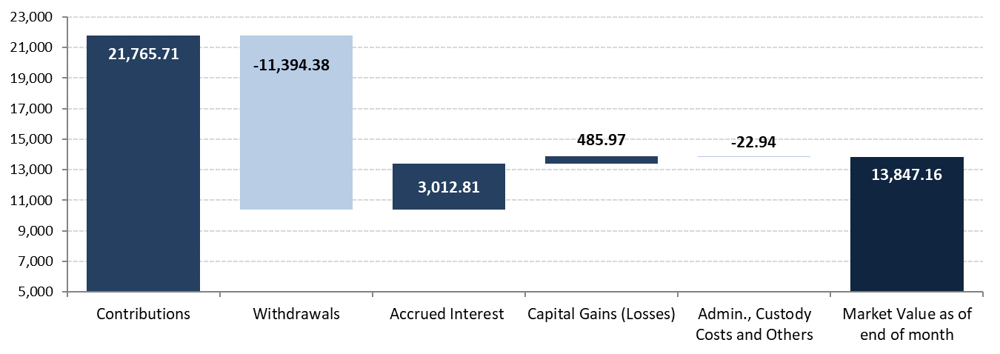 23,000
21,000
19,000
17,000
15,000
13,000
11,000
9,000
7,000
5,000
21,765.71
-11,394.38
3,012.81
485.97
-22.94
13,847.16
Contributions
Withdrawals
Accrued Interest
Capital Gains (Losses)
Admin., Custody
Costs and Others
Market Value as of
end of month